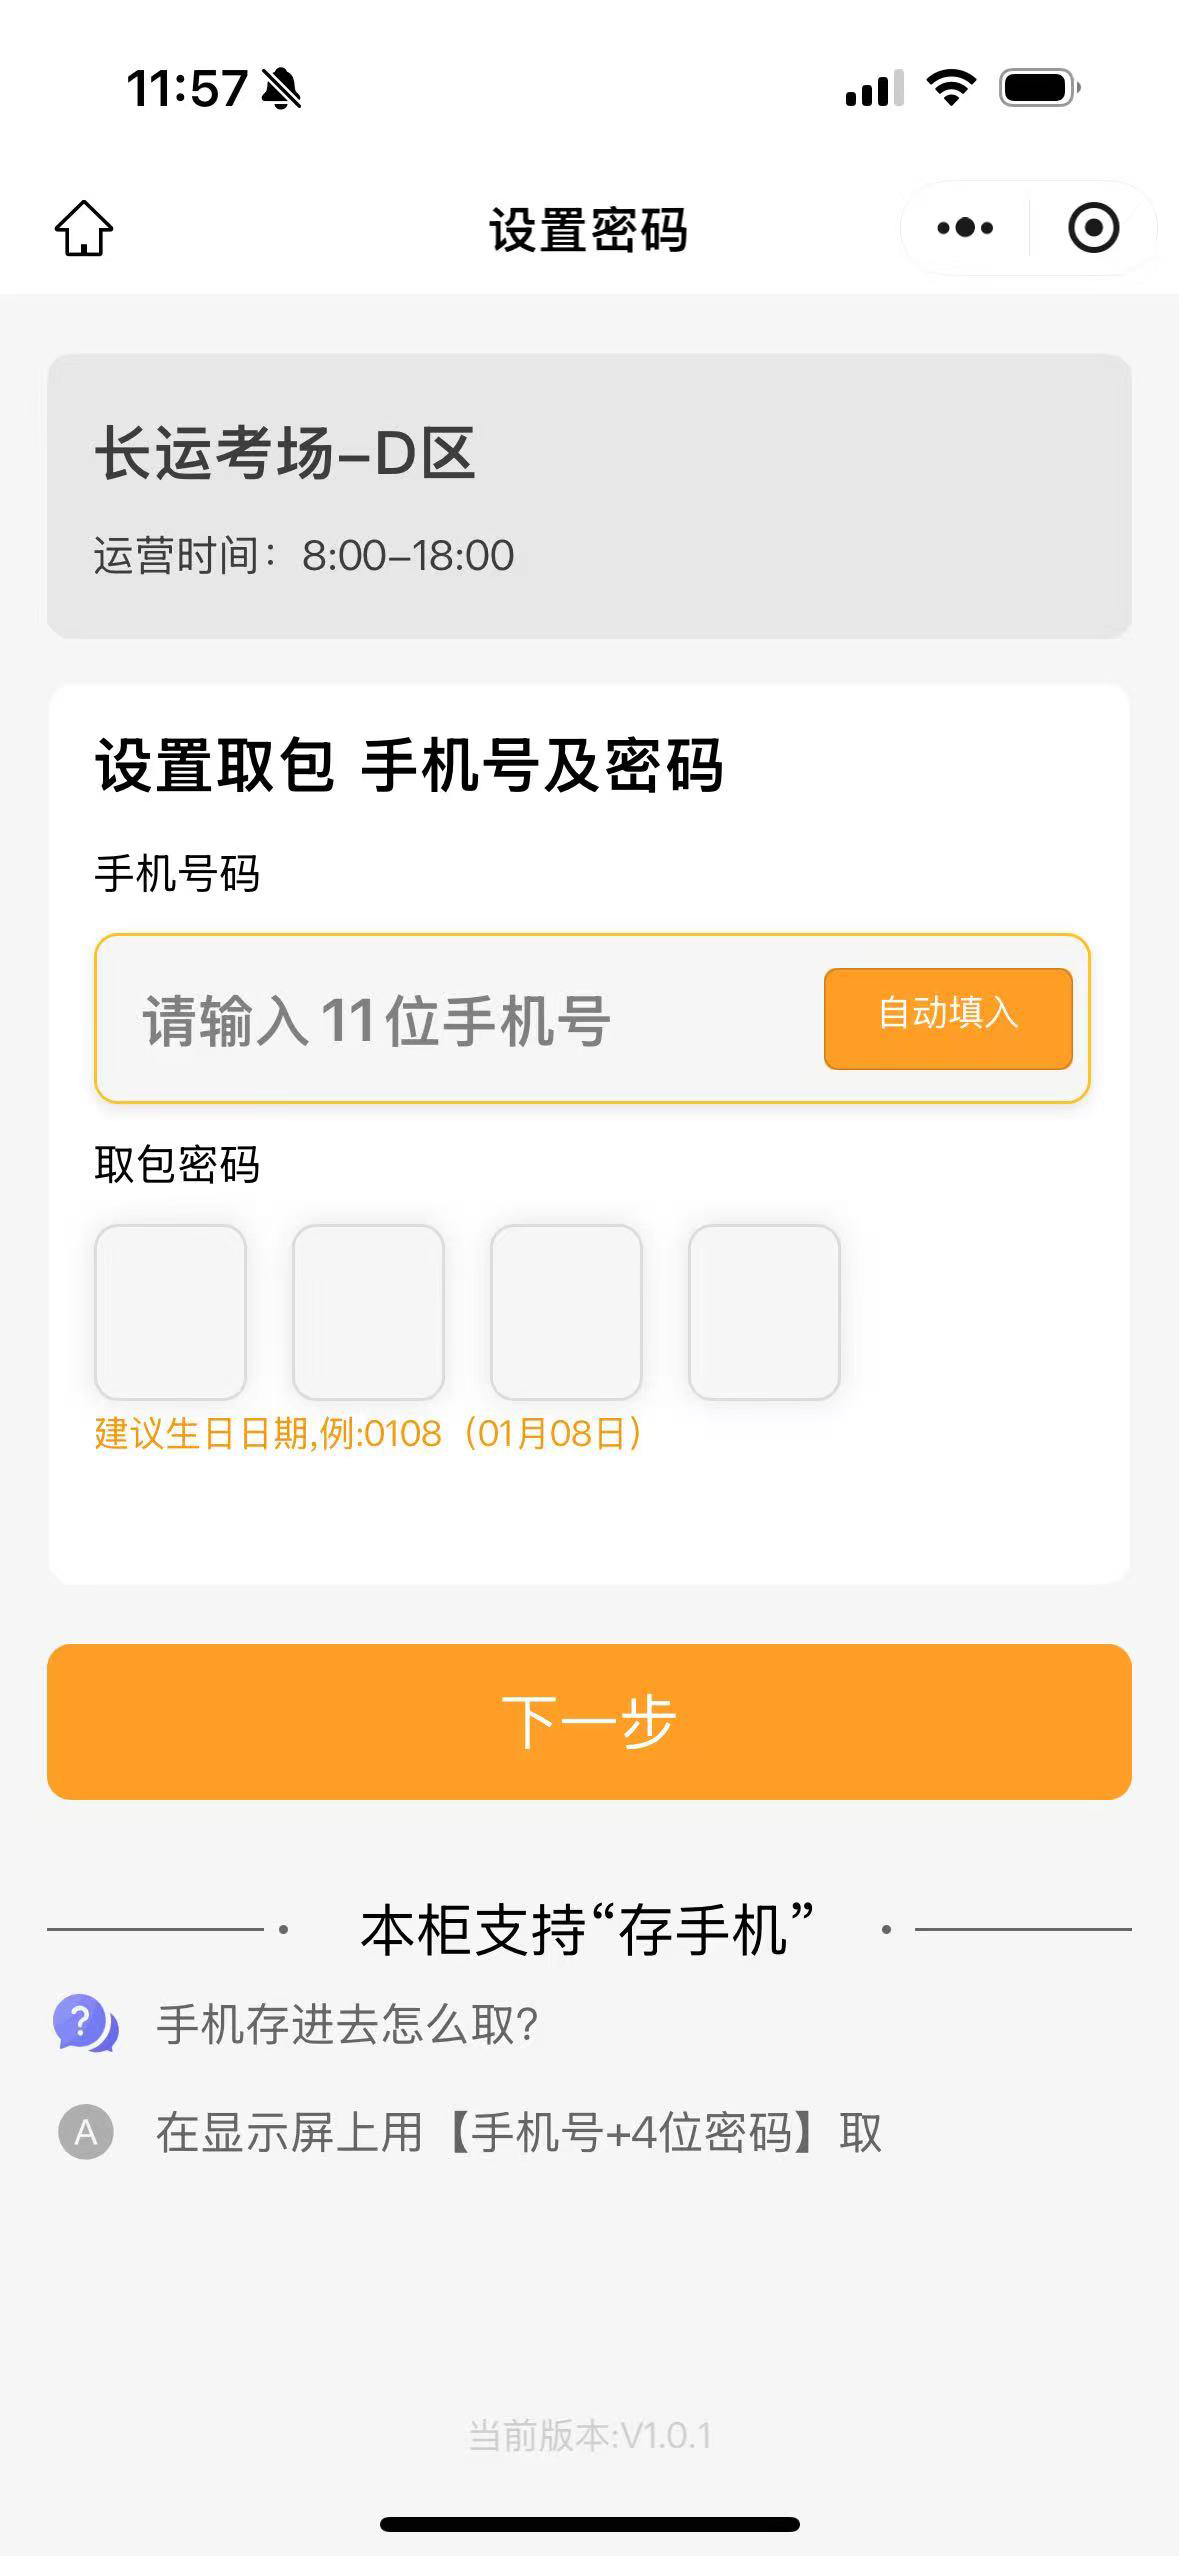 11:57
设置密码
长运考场–D区
运营时间：8:00–18:00
设置取包 手机号及密码
手机号码
请输入11位手机号
自动填入
取包密码
建议生日日期,例:0108（01月08日）
下一步
本柜支持“存手机”
?
手机存进去怎么取?
A
在显示屏上用【手机号+4位密码】取
当前版本:V1.0.1